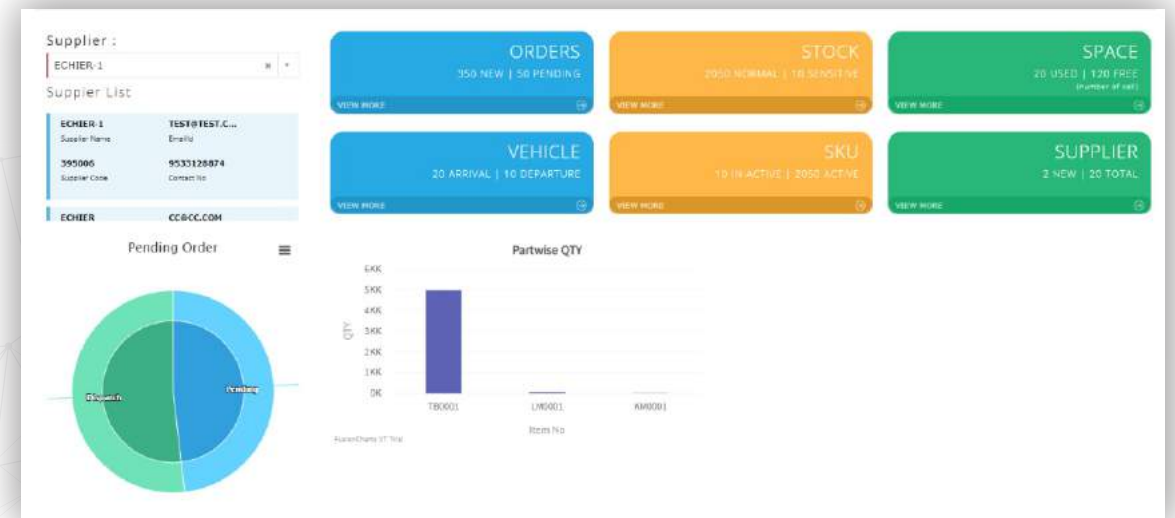 Supplier :
ECHIER-1
Suppier List
ECHIER-1 TEST@TEST.C...
Supplier Name EmailId
395006 9533128874
Supplier Code Contact No
ECHIER CC@CC.COM
ORDERS
350 NEW | 50 PENDING
VIEW MORE
STOCK
2050 NORMAL | 10 SENSITIVE
VIEW MORE
SPACE
20 USED | 120 FREE
(number of cell)
VIEW MORE
VEHICLE
20 ARRIVAL | 10 DEPARTURE
VIEW MORE
SKU
10 IN ACTIVE | 2050 ACTIVE
VIEW MORE
SUPPLIER
2 NEW | 20 TOTAL
VIEW MORE
Pending Order
Dispatch
Pending
Partwise QTY
6KK
5KK
4KK
3KK
2KK
1KK
0K
QTY
TB0001 LM0001 KM0001
Item No
FusionCharts XT Trial